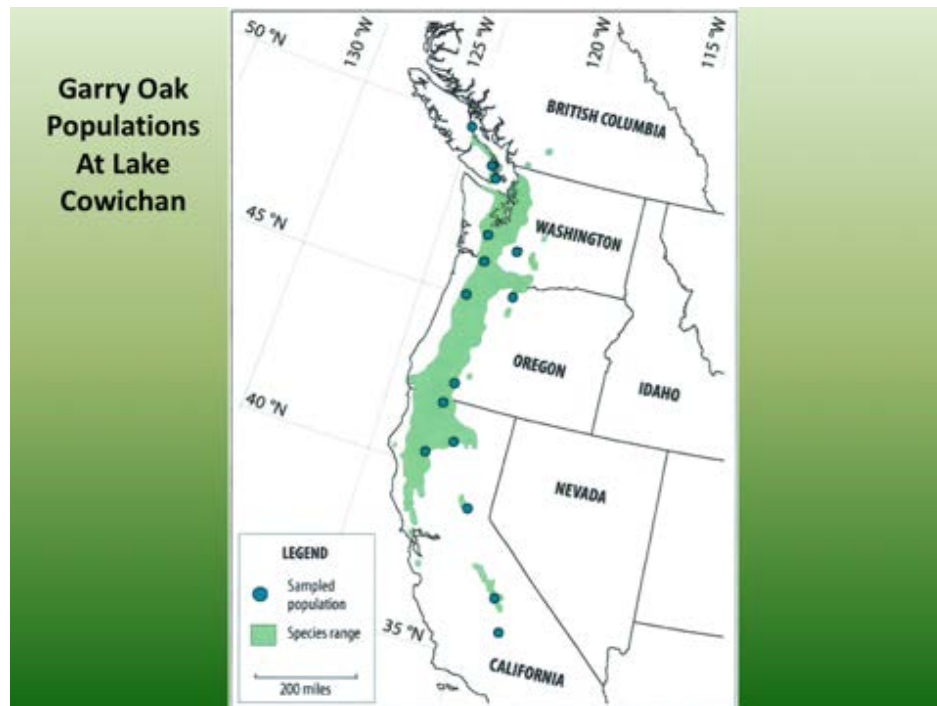 Garry Oak
Populations
At Lake
Cowichan
50 °N
130 °W
125 °W
120 °W
115 °W
BRITISH COLUMBIA
45 °N
WASHINGTON
OREGON
IDAHO
40 °N
NEVADA
LEGEND
Sampled
population
Species range
200 miles
35 °N
CALIFORNIA